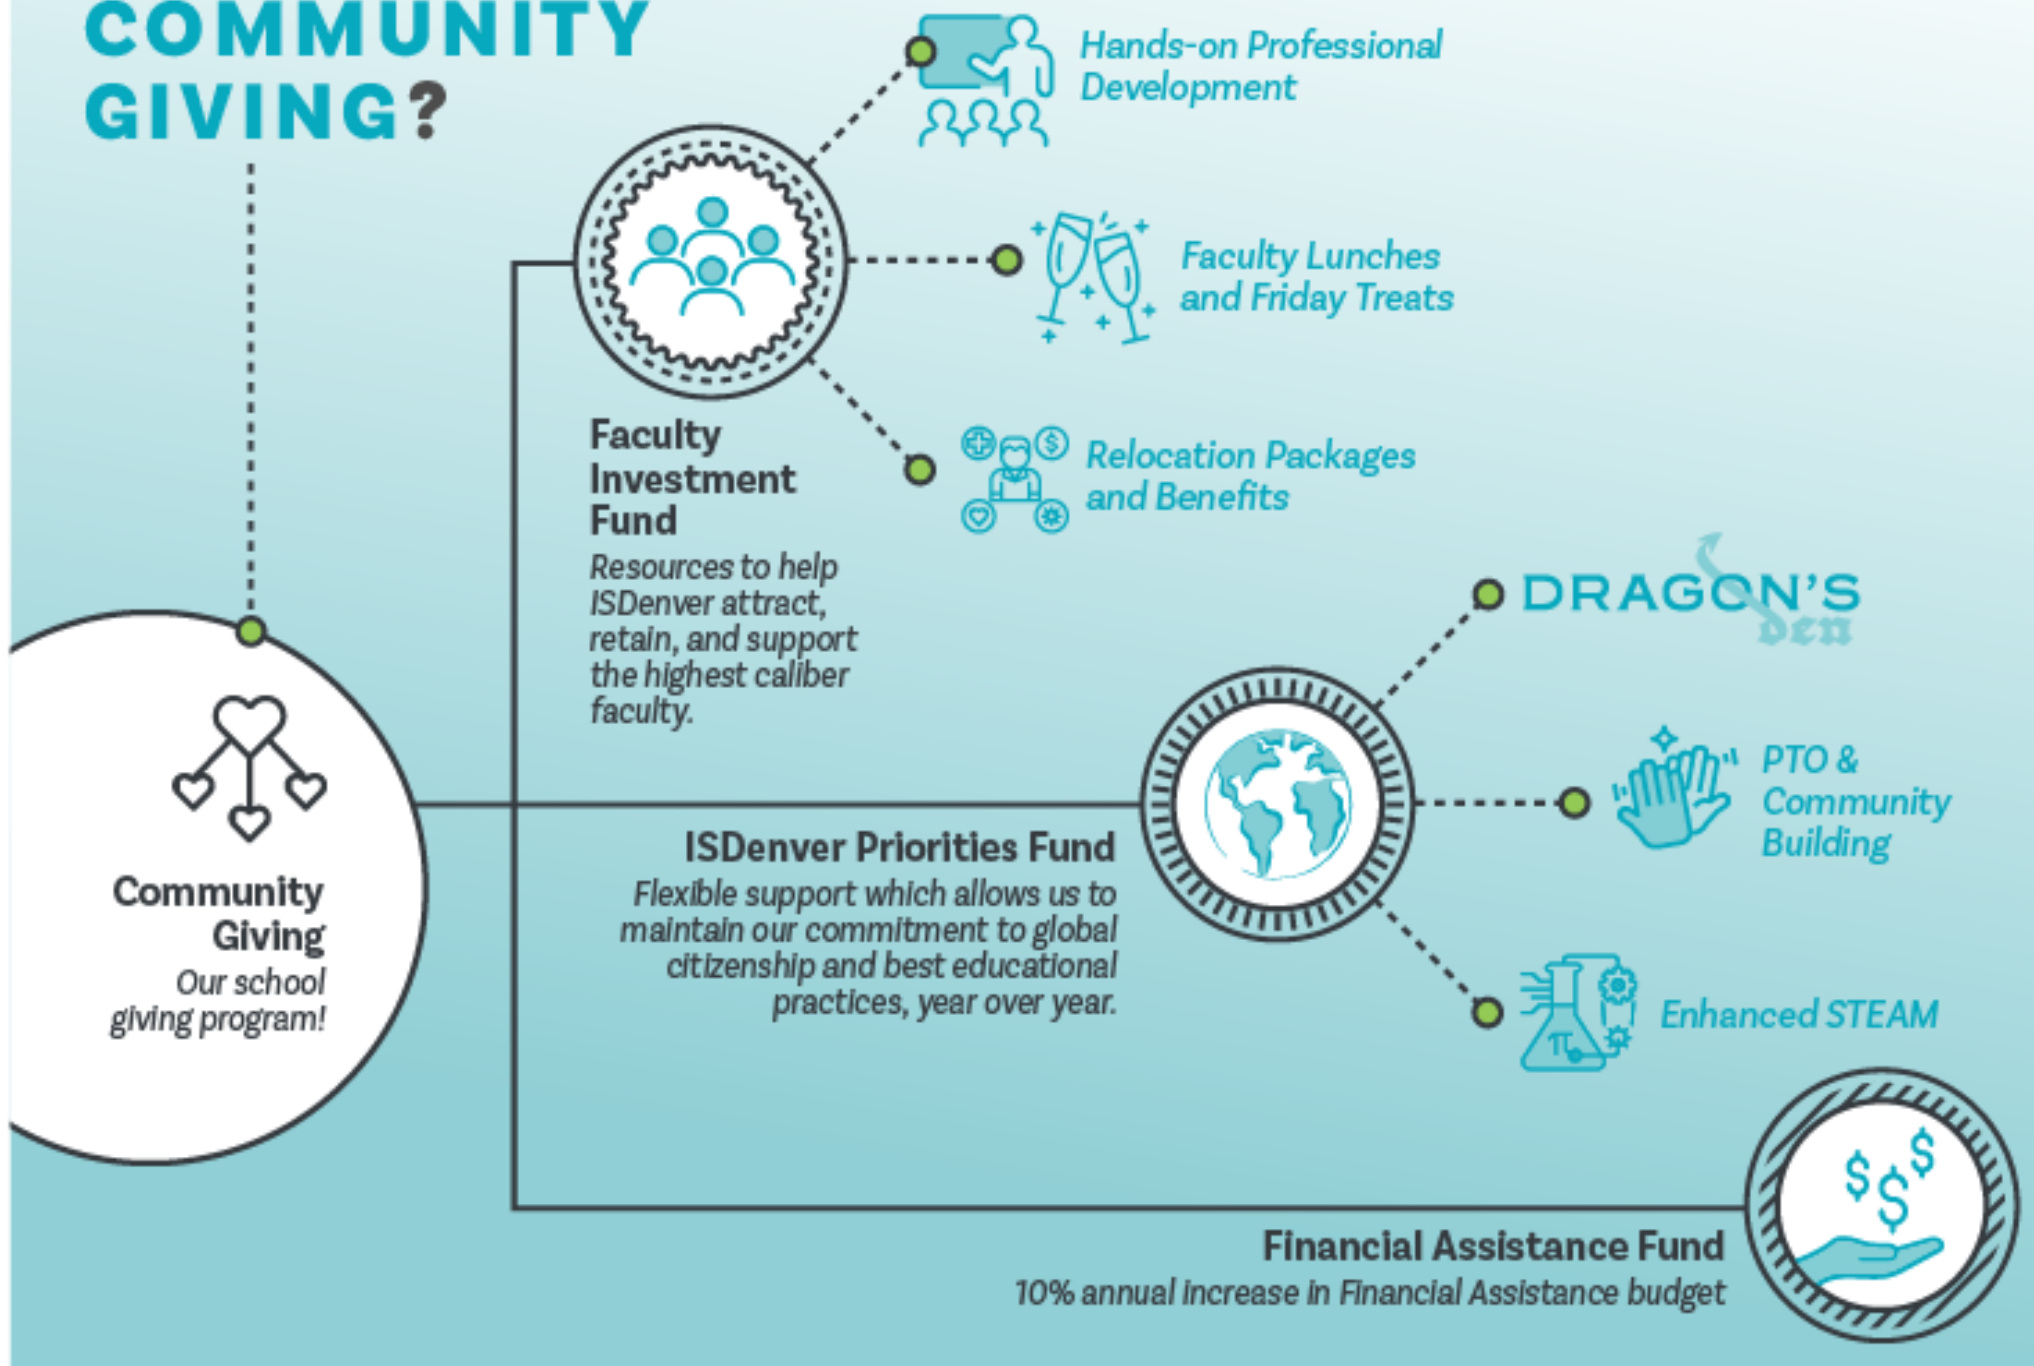 COMMUNITY
GIVING?
Hands-on Professional
Development
Faculty Lunches
and Friday Treats
Relocation Packages
and Benefits
Faculty
Investment
Fund
Resources to help
ISDenver attract,
retain, and support
the highest caliber
faculty.
DRAGON'S
den
PTO &
Community
Building
Enhanced STEAM
π
Community
Giving
Our school
giving program!
ISDenver Priorities Fund
Flexible support which allows us to
maintain our commitment to global
citizenship and best educational
practices, year over year.
$
$ $ $
Financial Assistance Fund
10% annual increase in Financial Assistance budget